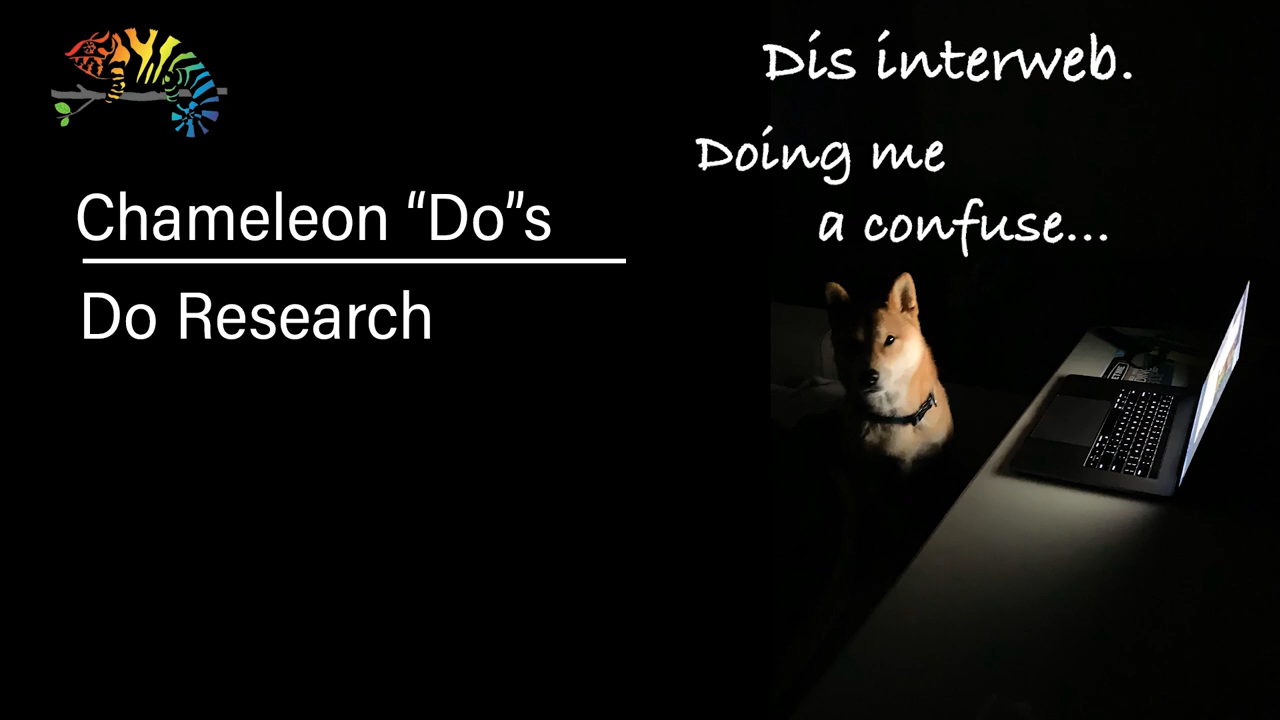 Chameleon “Do”s
Do Research
Dis interweb.
Doing me
a confuse...